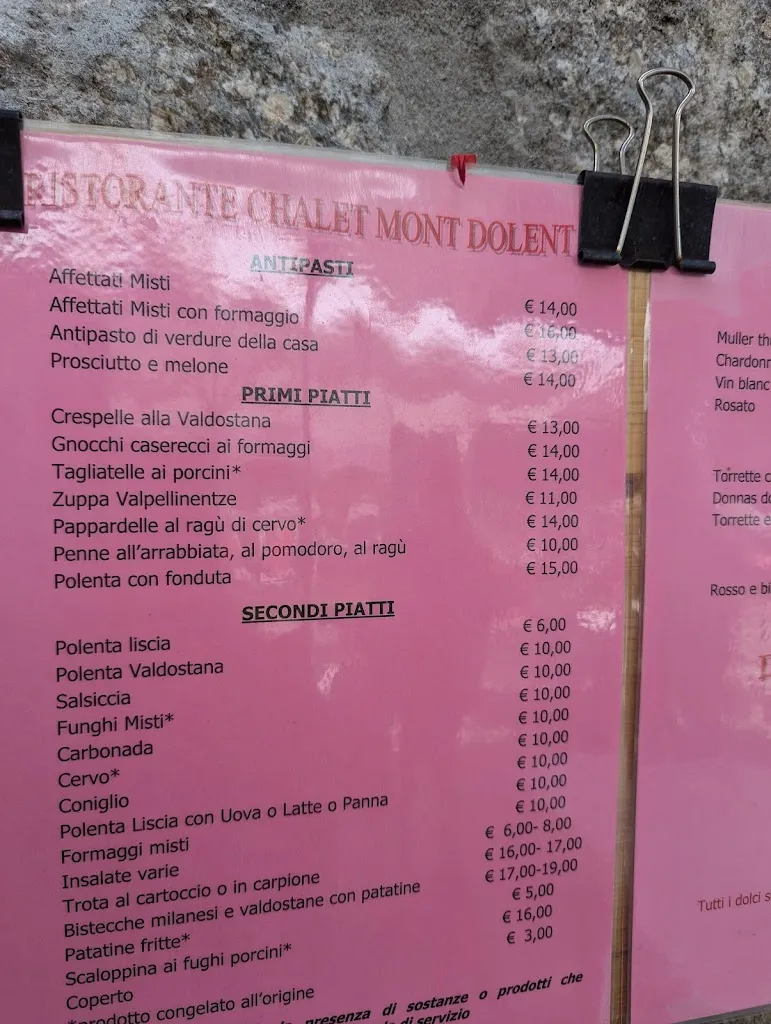 RISTORANTE CHALET MONT DOLENT
ANTIPASTI
Affettati Misti € 14,00
Affettati Misti con formaggio € 16,00
Antipasto di verdure della casa € 13,00
Prosciutto e melone € 14,00
PRIMI PIATTI
Crespelle alla Valdostana € 13,00
Gnocchi caserecci ai formaggi € 14,00
Tagliatelle ai porcini* € 14,00
Zuppa Valpellinentze € 11,00
Pappardelle al ragù di cervo* € 14,00
Penne all'arrabbiata, al pomodoro, al ragù € 10,00
Polenta con fonduta € 15,00
SECONDI PIATTI
Polenta liscia € 6,00
Polenta Valdostana € 10,00
Salsiccia € 10,00
Funghi Misti* € 10,00
Carbonada € 10,00
Cervo* € 10,00
Coniglio € 10,00
Polenta Liscia con Uova o Latte o Panna € 10,00
Formaggi misti € 10,00
Insalate varie € 6,00- 8,00
Trota al cartoccio o in carpione € 16,00- 17,00
Bistecche milanesi e valdostane con patatine € 17,00-19,00
Patatine fritte* € 5,00
Scaloppina ai fughi porcini* € 16,00
Coperto € 3,00
*prodotto congelato all'origine
presenza di sostanze o prodotti che
di servizio
Muller
Vin blanc
Rosato
Torrette
Donnas
Torrette
Rosso e
Tutti i dolci